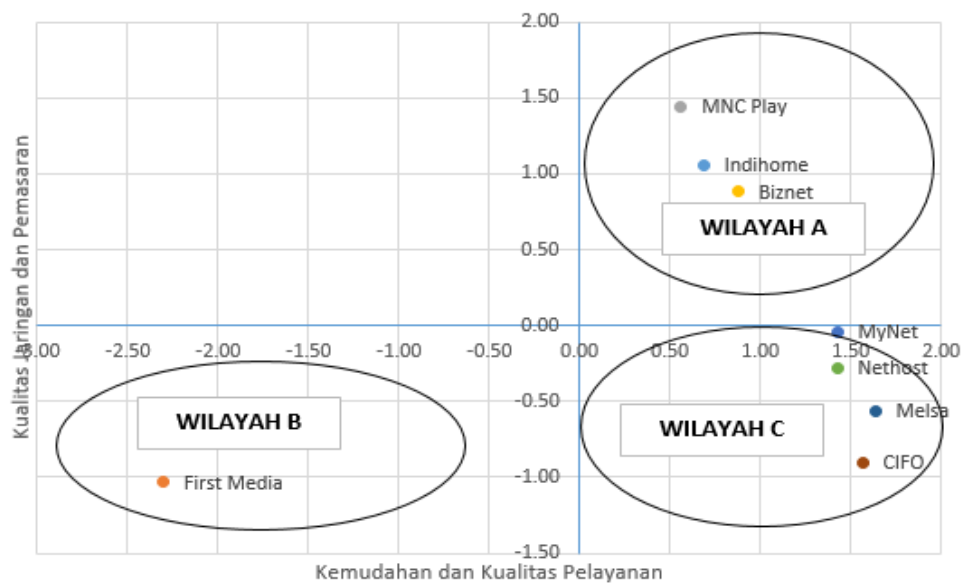 2.00
1.50
MNC Play
Indihome
1.00
Biznet
WILAYAH A
0.50
0.00
MyNet
-3.00 -2.50 -2.00 -1.50 -1.00 -0.50 0.00 0.50 1.00 1.50 2.00
Nethost
-0.50
Melsa
WILAYAH B
WILAYAH C
CIFO
-1.00
First Media
-1.50
Kualitas Jaringan dan Pemasaran
Kemudahan dan Kualitas Pelayanan